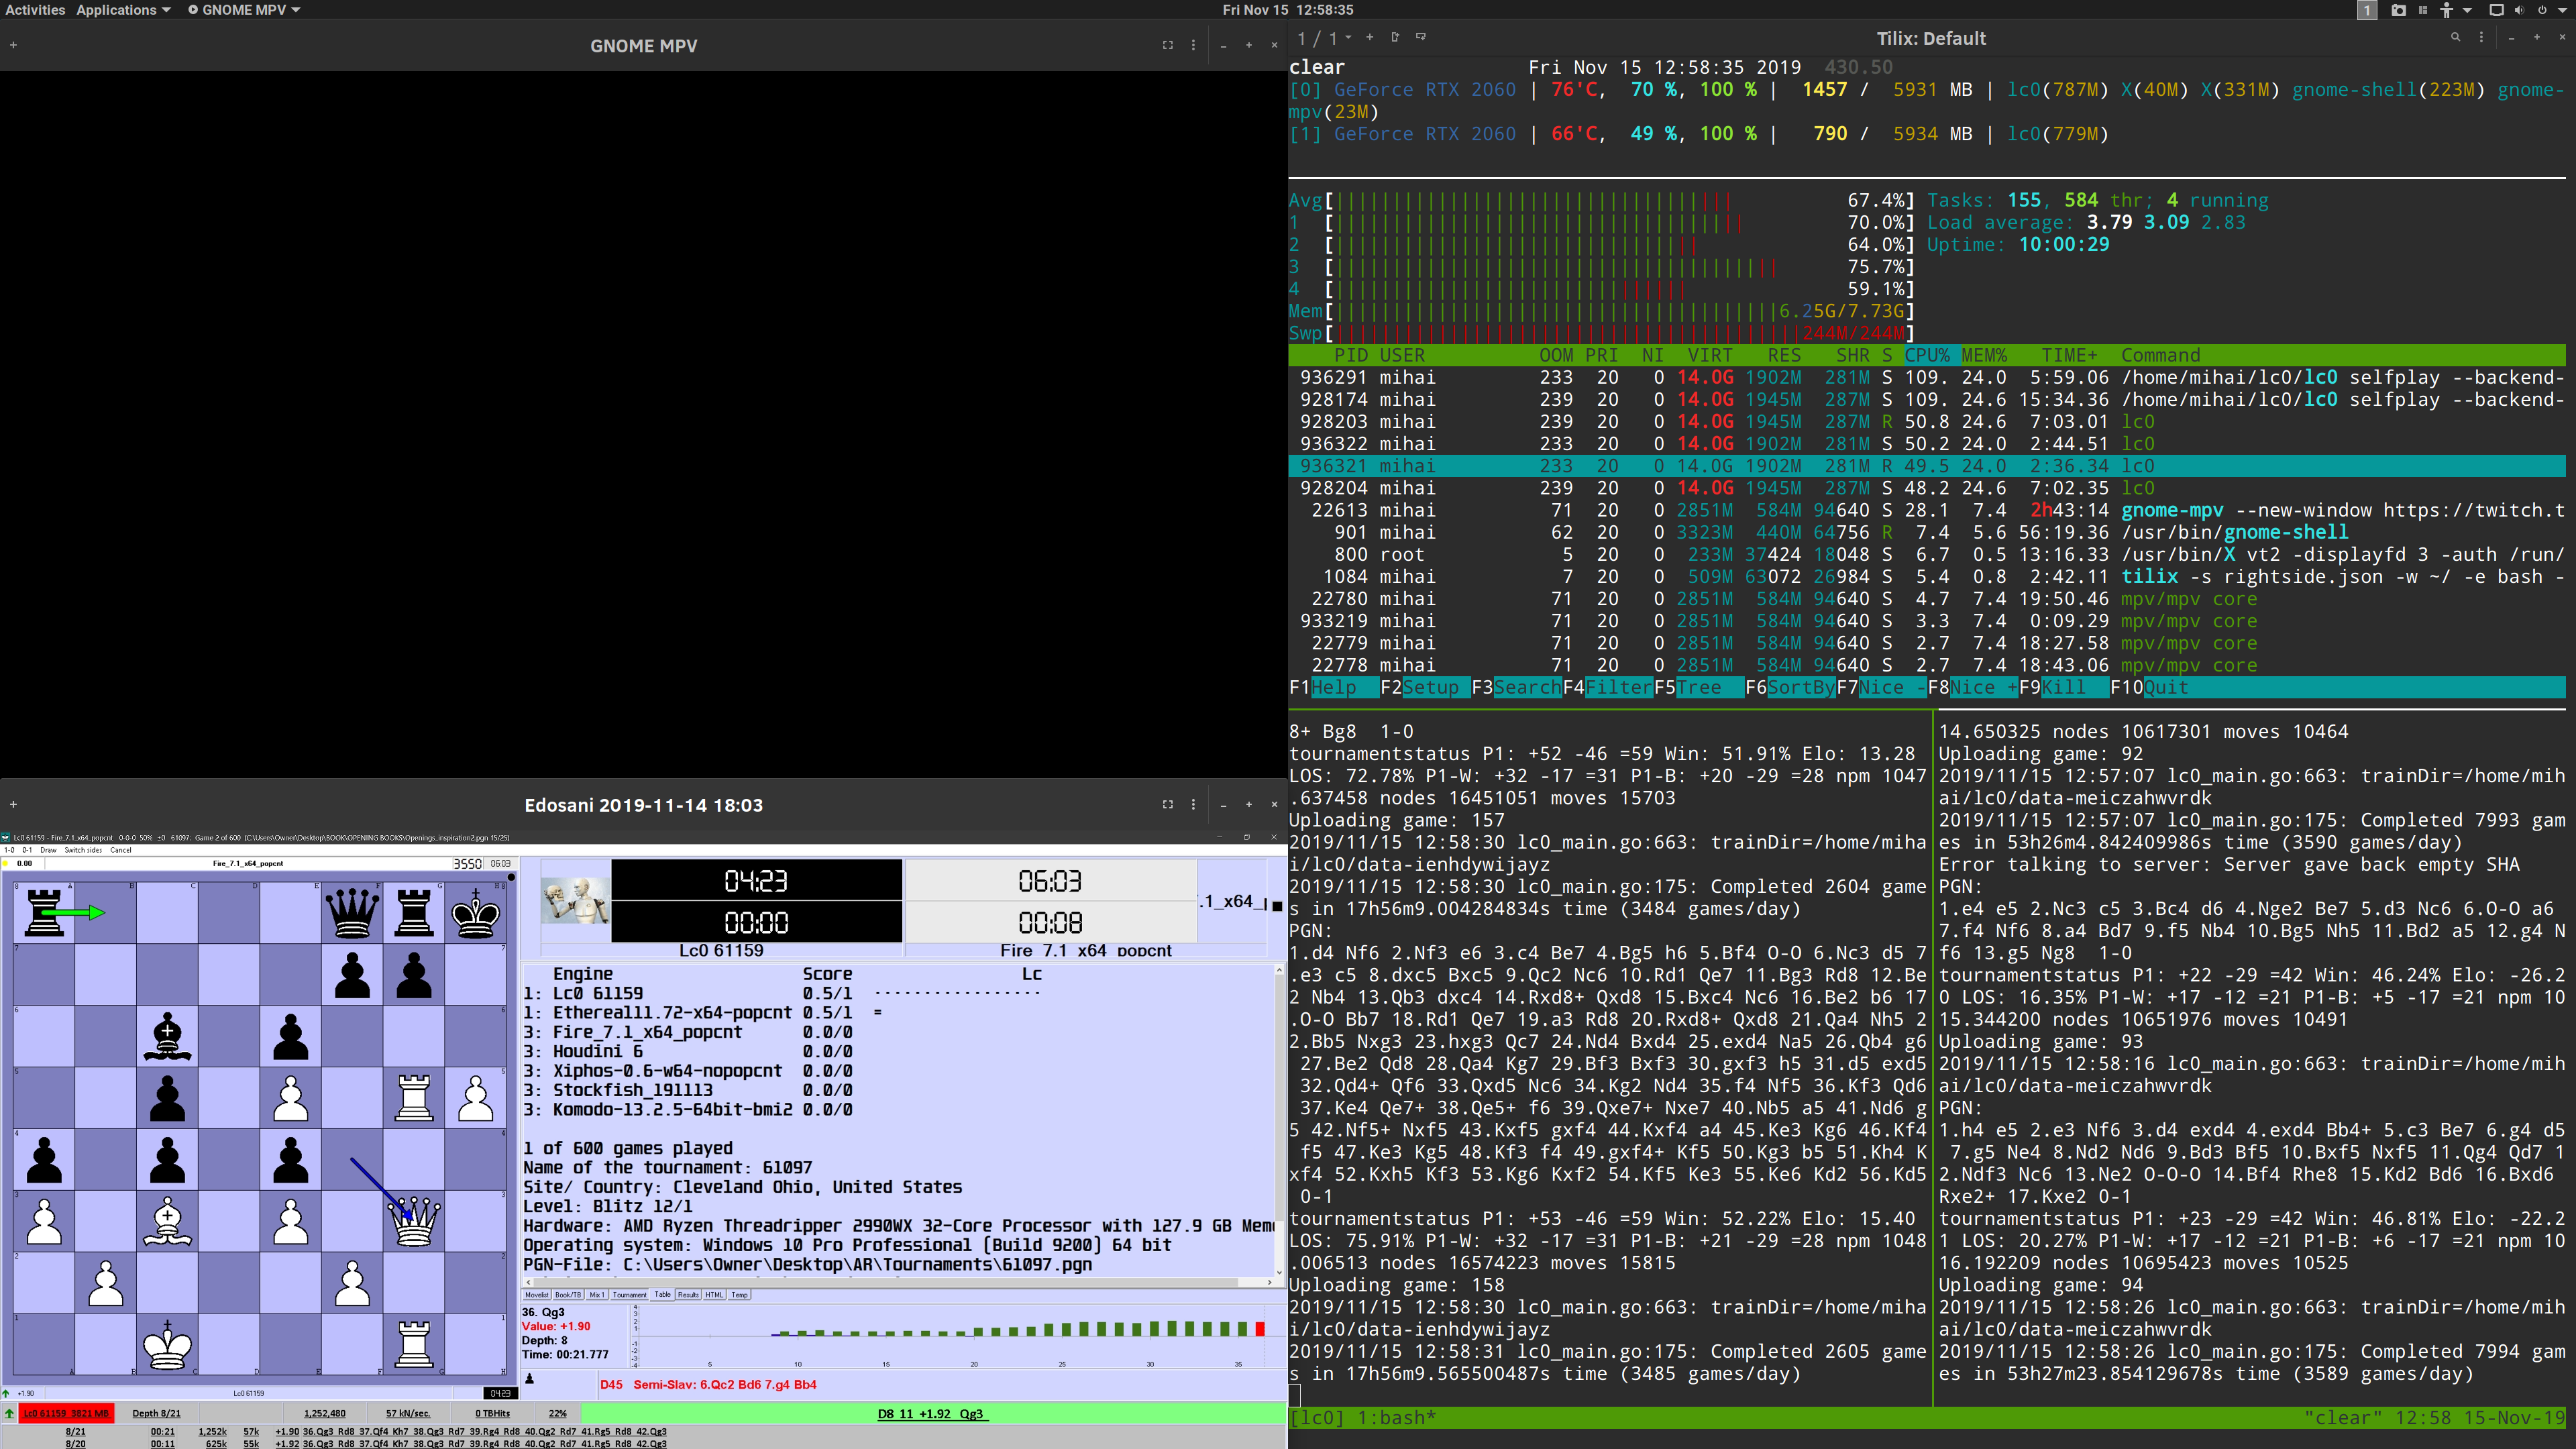 Activities Applications GNOME MPV Fri Nov 15 12:58:35 1
GNOME MPV
1 / 1 Tilix: Default
clear Fri Nov 15 12:58:35 2019 430.50
[0] GeForce RTX 2060 | 76'C, 70 %, 100 % | 1457 / 5931 MB | lc0(787M) X(40M) X(331M) gnome-shell(223M) gnome-
mpv(23M)
[1] GeForce RTX 2060 | 66'C, 49 %, 100 % | 790 / 5934 MB | lc0(779M)
Avg[ 67.4%] Tasks: 155, 584 thr; 4 running
1 [ 70.0%] Load average: 3.79 3.09 2.83
2 [ 64.0%] Uptime: 10:00:29
3 [ 75.7%]
4 [ 59.1%]
Mem[ 6.25G/7.73G]
Swp[ 244M/244M]
PID USER OOM PRI NI VIRT RES SHR S CPU% MEM% TIME+ Command
936291 mihai 233 20 0 14.0G 1902M 281M S 109. 24.0 5:59.06 /home/mihai/lc0/lc0 selfplay --backend-
928174 mihai 239 20 0 14.0G 1945M 287M S 109. 24.6 15:34.36 /home/mihai/lc0/lc0 selfplay --backend-
928203 mihai 239 20 0 14.0G 1945M 287M R 50.8 24.6 7:03.01 lc0
936322 mihai 233 20 0 14.0G 1902M 281M S 50.2 24.0 2:44.51 lc0
936321 mihai 233 20 0 14.0G 1902M 281M R 49.5 24.0 2:36.34 lc0
928204 mihai 239 20 0 14.0G 1945M 287M S 48.2 24.6 7:02.35 lc0
22613 mihai 71 20 0 2851M 584M 94640 S 28.1 7.4 2h43:14 gnome-mpv --new-window https://twitch.t
901 mihai 62 20 0 3323M 440M 64756 R 7.4 5.6 56:19.36 /usr/bin/gnome-shell
800 root 5 20 0 233M 37424 18048 S 6.7 0.5 13:16.33 /usr/bin/X vt2 -displayfd 3 -auth /run/
1084 mihai 7 20 0 509M 63072 26984 S 5.4 0.8 2:42.11 tilix -s rightside.json -w ~/ -e bash -
22780 mihai 71 20 0 2851M 584M 94640 S 4.7 7.4 19:50.46 mpv/mpv core
933219 mihai 71 20 0 2851M 584M 94640 S 3.3 7.4 0:09.29 mpv/mpv core
22779 mihai 71 20 0 2851M 584M 94640 S 2.7 7.4 18:27.58 mpv/mpv core
22778 mihai 71 20 0 2851M 584M 94640 S 2.7 7.4 18:43.06 mpv/mpv core
F1Help F2Setup F3SearchF4FilterF5Tree F6SortByF7Nice -F8Nice +F9Kill F10Quit
8+ Bg8 1-0
tournamentstatus P1: +52 -46 =59 Win: 51.91% Elo: 13.28
LOS: 72.78% P1-W: +32 -17 =31 P1-B: +20 -29 =28 npm 1047
.637458 nodes 16451051 moves 15703
Uploading game: 157
2019/11/15 12:58:30 lc0_main.go:663: trainDir=/home/miha
i/lc0/data-ienhdywijayz
2019/11/15 12:58:30 lc0_main.go:175: Completed 2604 game
s in 17h56m9.004284834s time (3484 games/day)
PGN:
1.d4 Nf6 2.Nf3 e6 3.c4 Be7 4.Bg5 h6 5.Bf4 O-O 6.Nc3 d5 7
.e3 c5 8.dxc5 Bxc5 9.Qc2 Nc6 10.Rd1 Qe7 11.Bg3 Rd8 12.Be
2 Nb4 13.Qb3 dxc4 14.Rxd8+ Qxd8 15.Bxc4 Nc6 16.Be2 b6 17
.O-O Bb7 18.Rd1 Qe7 19.a3 Rd8 20.Rxd8+ Qxd8 21.Qa4 Nh5 2
2.Bb5 Nxg3 23.hxg3 Qc7 24.Nd4 Bxd4 25.exd4 Na5 26.Qb4 g6
27.Be2 Qd8 28.Qa4 Kg7 29.Bf3 Bxf3 30.gxf3 h5 31.d5 exd5
32.Qd4+ Qf6 33.Qxd5 Nc6 34.Kg2 Nd4 35.f4 Nf5 36.Kf3 Qd6
37.Ke4 Qe7+ 38.Qe5+ f6 39.Qxe7+ Nxe7 40.Nb5 a5 41.Nd6 g
5 42.Nf5+ Nxf5 43.Kxf5 gxf4 44.Kxf4 a4 45.Ke3 Kg6 46.Kf4
f5 47.Ke3 Kg5 48.Kf3 f4 49.gxf4+ Kf5 50.Kg3 b5 51.Kh4 K
xf4 52.Kxh5 Kf3 53.Kg6 Kxf2 54.Kf5 Ke3 55.Ke6 Kd2 56.Kd5
0-1
tournamentstatus P1: +53 -46 =59 Win: 52.22% Elo: 15.40
LOS: 75.91% P1-W: +32 -17 =31 P1-B: +21 -29 =28 npm 1048
.006513 nodes 16574223 moves 15815
Uploading game: 158
2019/11/15 12:58:30 lc0_main.go:663: trainDir=/home/miha
i/lc0/data-ienhdywijayz
2019/11/15 12:58:31 lc0_main.go:175: Completed 2605 game
s in 17h56m9.565500487s time (3485 games/day)
14.650325 nodes 10617301 moves 10464
Uploading game: 92
2019/11/15 12:57:07 lc0_main.go:663: trainDir=/home/mih
ai/lc0/data-meiczahwvrdk
2019/11/15 12:57:07 lc0_main.go:175: Completed 7993 gam
es in 53h26m4.842409986s time (3590 games/day)
Error talking to server: Server gave back empty SHA
PGN:
1.e4 e5 2.Nc3 c5 3.Bc4 d6 4.Nge2 Be7 5.d3 Nc6 6.O-O a6
7.f4 Nf6 8.a4 Bd7 9.f5 Nb4 10.Bg5 Nh5 11.Bd2 a5 12.g4 N
f6 13.g5 Ng8 1-0
tournamentstatus P1: +22 -29 =42 Win: 46.24% Elo: -26.2
0 LOS: 16.35% P1-W: +17 -12 =21 P1-B: +5 -17 =21 npm 10
15.344200 nodes 10651976 moves 10491
Uploading game: 93
2019/11/15 12:58:16 lc0_main.go:663: trainDir=/home/mih
ai/lc0/data-meiczahwvrdk
PGN:
1.h4 e5 2.e3 Nf6 3.d4 exd4 4.exd4 Bb4+ 5.c3 Be7 6.g4 d5
7.g5 Ne4 8.Nd2 Nd6 9.Bd3 Bf5 10.Bxf5 Nxf5 11.Qg4 Qd7 1
2.Ndf3 Nc6 13.Ne2 O-O-O 14.Bf4 Rhe8 15.Kd2 Bd6 16.Bxd6
Rxe2+ 17.Kxe2 0-1
tournamentstatus P1: +23 -29 =42 Win: 46.81% Elo: -22.2
1 LOS: 20.27% P1-W: +17 -12 =21 P1-B: +6 -17 =21 npm 10
16.192209 nodes 10695423 moves 10525
Uploading game: 94
2019/11/15 12:58:26 lc0_main.go:663: trainDir=/home/mih
ai/lc0/data-meiczahwvrdk
2019/11/15 12:58:26 lc0_main.go:175: Completed 7994 gam
es in 53h27m23.854129678s time (3589 games/day)
[lc0] 1:bash* "clear" 12:58 15-Nov-19
Edosani 2019-11-14 18:03
Lc0 61159 - Fire_7.1_x64_popcnt 0-0-0 50% ±0 61097: Game 2 of 600 (C:\Users\Owner\Desktop\BOOK\OPENING BOOKS\Openings_inspiration2.pgn 15/25)
1-0 0-1 Draw Switch sides Cancel
0.00 Fire_7.1_x64_popcnt 3550 06:03
04:23 06:03
00:00 00:08
.1_x64_
Lc0 61159 Fire 7.1 x64 popcnt
Engine Score Lc
1: Lc0 61159 0.5/1 ·················
1: Ethereal11.72-x64-popcnt 0.5/1 =
3: Fire_7.1_x64_popcnt 0.0/0
3: Houdini 6 0.0/0
3: Xiphos-0.6-w64-nopopcnt 0.0/0
3: Stockfish_191113 0.0/0
3: Komodo-13.2.5-64bit-bmi2 0.0/0
1 of 600 games played
Name of the tournament: 61097
Site/ Country: Cleveland Ohio, United States
Level: Blitz 12/1
Hardware: AMD Ryzen Threadripper 2990WX 32-Core Processor with 127.9 GB Mem
Operating system: Windows 10 Pro Professional (Build 9200) 64 bit
PGN-File: C:\Users\Owner\Desktop\AR\Tournaments\61097.pgn
Movelist Book/TB Mix 1 Tournament Table Results HTML Temp
36. Qg3
Value: +1.90
Depth: 8
Time: 00:21.777
5 10 15 20 25 30 35
D45 Semi-Slav: 6.Qc2 Bd6 7.g4 Bb4
+1.90 Lc0 61159 04:23
Lc0 61159 3821 MB Depth 8/21 1,252,480 57 kN/sec. 0 TBHits 22% D8 11 +1.92 Qg3
8/21 00:21 1,252k 57k +1.90 36.Qg3 Rd8 37.Qf4 Kh7 38.Qg3 Rd7 39.Rg4 Rd8 40.Qg2 Rd7 41.Rg5 Rd8 42.Qg3
8/20 00:11 625k 55k +1.92 36.Qg3 Rd8 37.Qf4 Kh7 38.Qg3 Rd7 39.Rg4 Rd8 40.Qg2 Rd7 41.Rg5 Rd8 42.Qg3